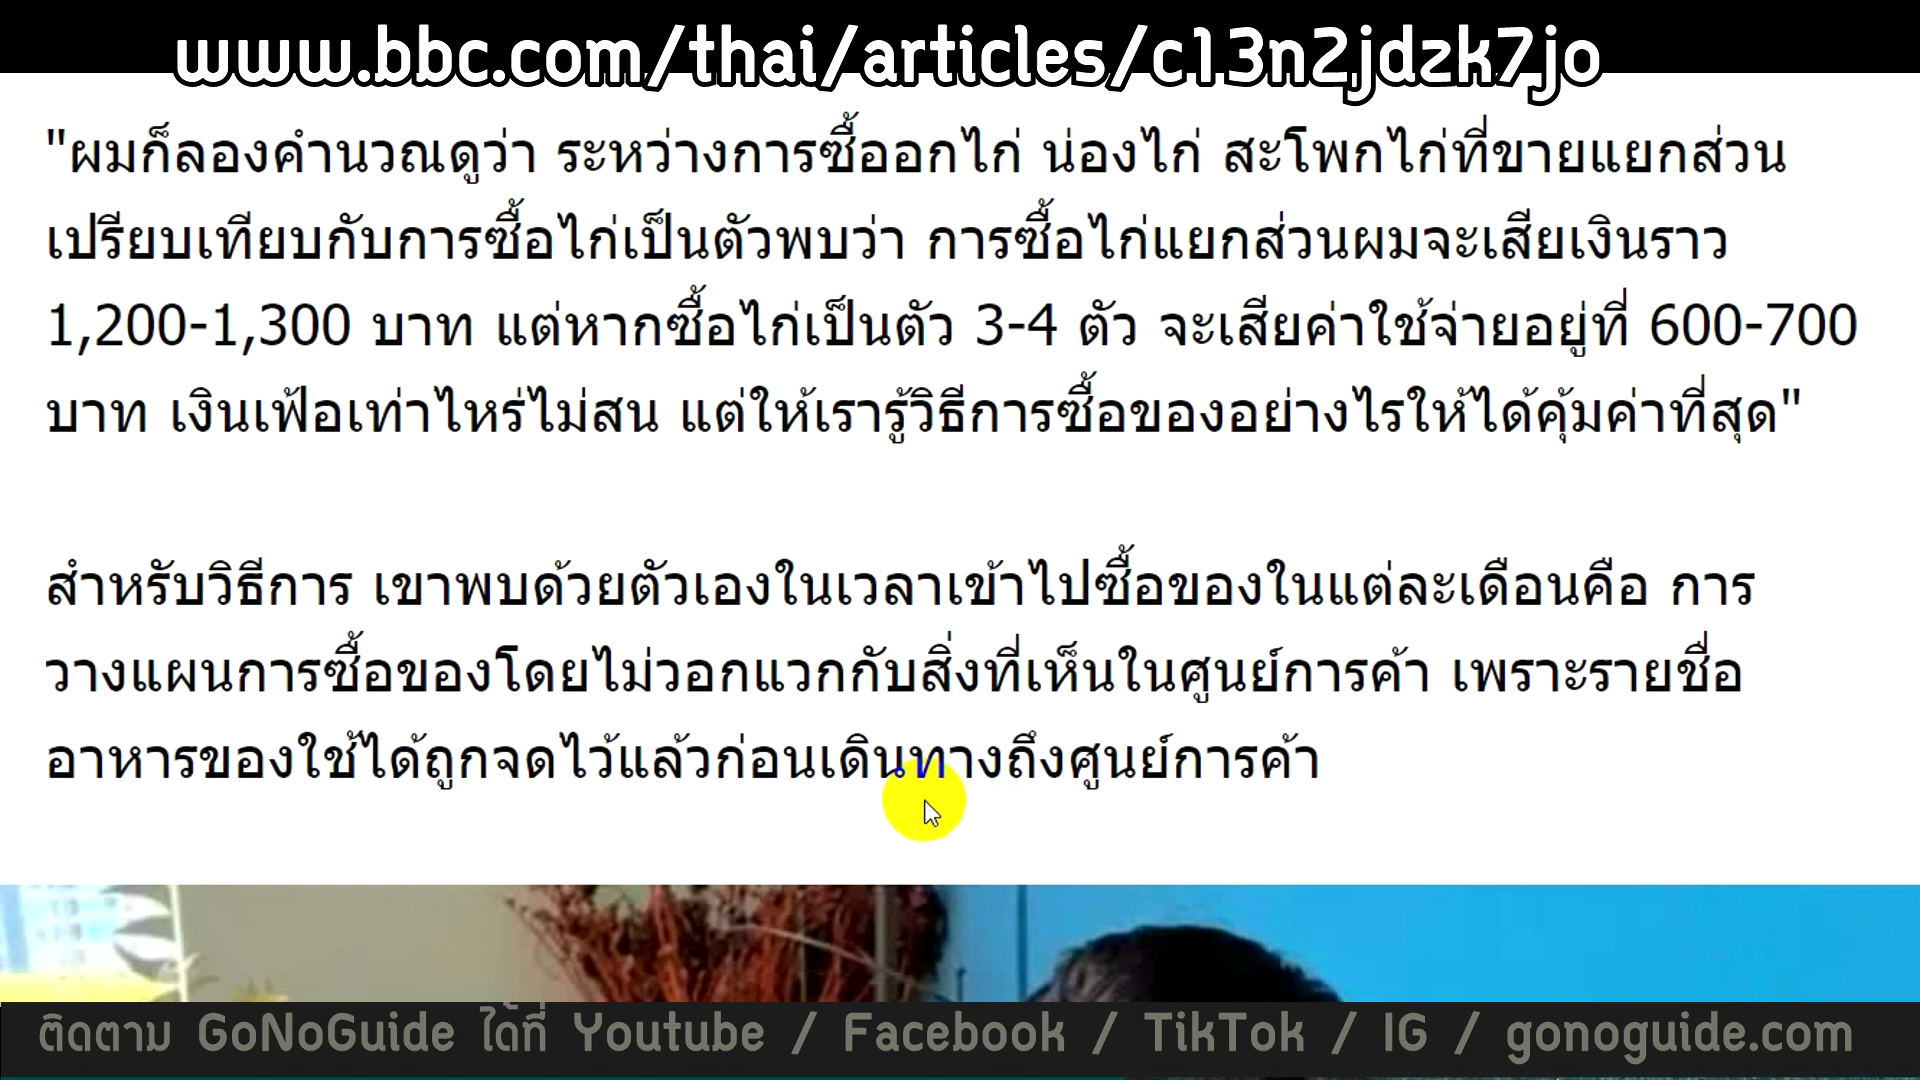 www.bbc.com/thai/articles/c13n2jdzk7jo
"ผมก็ลองคำนวณดูว่า ระหว่างการซื้ออกไก่ น่องไก่ สะโพกไก่ที่ขายแยกส่วน
เปรียบเทียบกับการซื้อไก่เป็นตัวพบว่า การซื้อไก่แยกส่วนผมจะเสียเงินราว
1,200-1,300 บาท แต่หากซื้อไก่เป็นตัว 3-4 ตัว จะเสียค่าใช้จ่ายอยู่ที่ 600-700
บาท เงินเฟ้อเท่าไหร่ไม่สน แต่ให้เรารู้วิธีการซื้อของอย่างไรให้ได้คุ้มค่าที่สุด"
สำหรับวิธีการ เขาพบด้วยตัวเองในเวลาเข้าไปซื้อของในแต่ละเดือนคือ การ
วางแผนการซื้อของโดยไม่วอกแวกกับสิ่งที่เห็นในศูนย์การค้า เพราะรายชื่อ
อาหารของใช้ได้ถูกจดไว้แล้วก่อนเดินทางถึงศูนย์การค้า
ติดตาม GoNoGuide ได้ที่ Youtube / Facebook / TikTok / IG / gonoguide.com